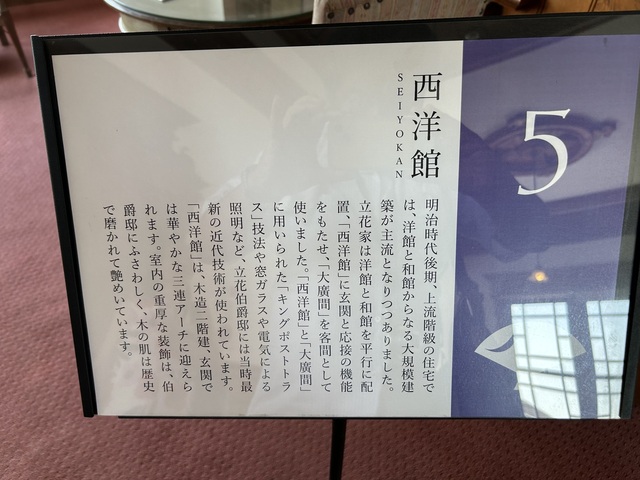 5
西洋館
SEIYOKAN
明治時代後期、上流階級の住宅で
は、洋館と和館からなる大規模建
築が主流となりつつありました。
立花家は洋館と和館を平行に配
置、「西洋館」に玄関と応接の機能
をもたせ、「大廣間」を客間として
使いました。「西洋館」と「大廣間」
に用いられた「キングポストトラ
ス」技法や窓ガラスや電気による
照明など、立花伯爵邸には当時最
新の近代技術が使われています。
「西洋館」は、木造二階建、玄関で
は華やかな三連アーチに迎えら
れます。室内の重厚な装飾は、伯
爵邸にふさわしく、木の肌は歴史
で磨かれて艶めいています。